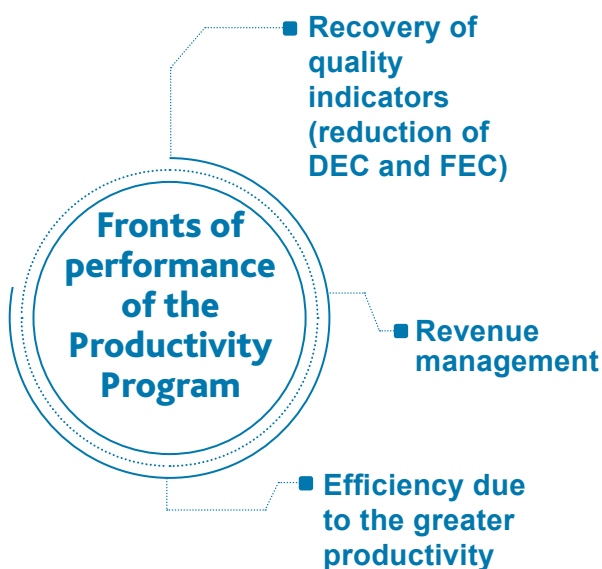 Recovery of
quality
indicators
(reduction of
DEC and FEC)
Fronts of
performance
of the
Productivity
Program
Revenue
management
Efficiency due
to the greater
productivity